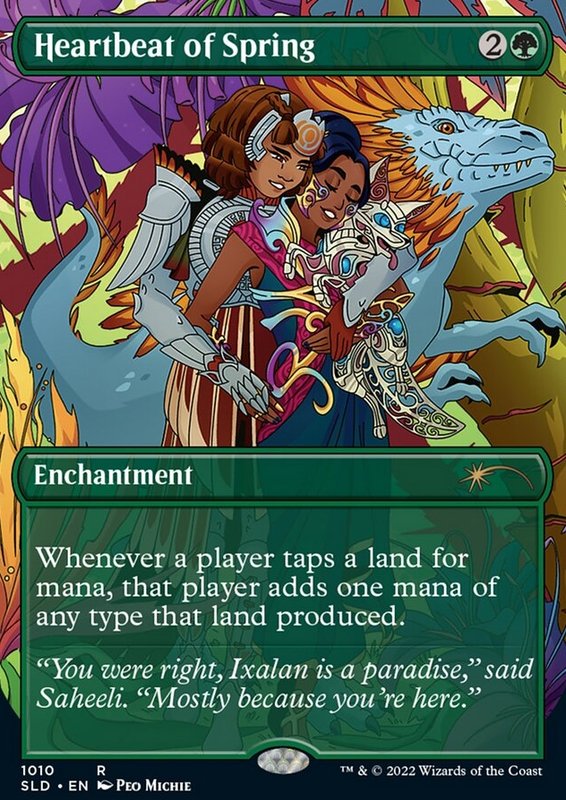 Heartbeat of Spring 2
Enchantment
Whenever a player taps a land for
mana, that player adds one mana of
any type that land produced.
“You were right, Ixalan is a paradise,” said
Saheeli. “Mostly because you’re here.”
1010 R
SLD • EN Peo Michie
™ & © 2022 Wizards of the Coast